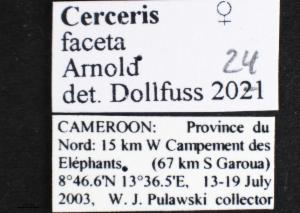 Cerceris ♀
faceta
Arnold 24
det. Dollfuss 2021
CAMEROON: Province du
Nord: 15 km W Campement des
Eléphants. (67 km S Garoua)
8°46.6'N 13°36.5'E, 13-19 July
2003, W. J. Pulawski collector